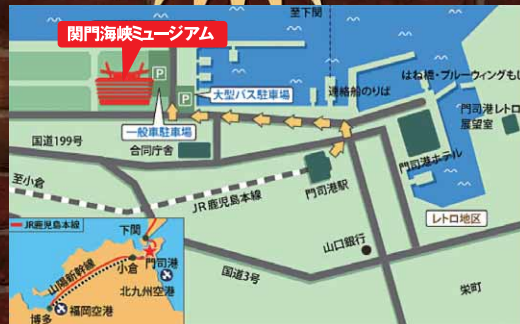 至下関
関門海峡ミュージアム
P
P
大型バス駐車場
連絡船のりば
はね橋・ブルーウィングもじ
門司港レトロ
展望室
一般車駐車場
国道199号
合同庁舎
門司港ホテル
至小倉
JR鹿児島本線
門司港駅
レトロ地区
山口銀行
国道3号
栄町
JR鹿児島本線
下関
門司港
小倉
山陽新幹線
北九州空港
福岡空港
博多